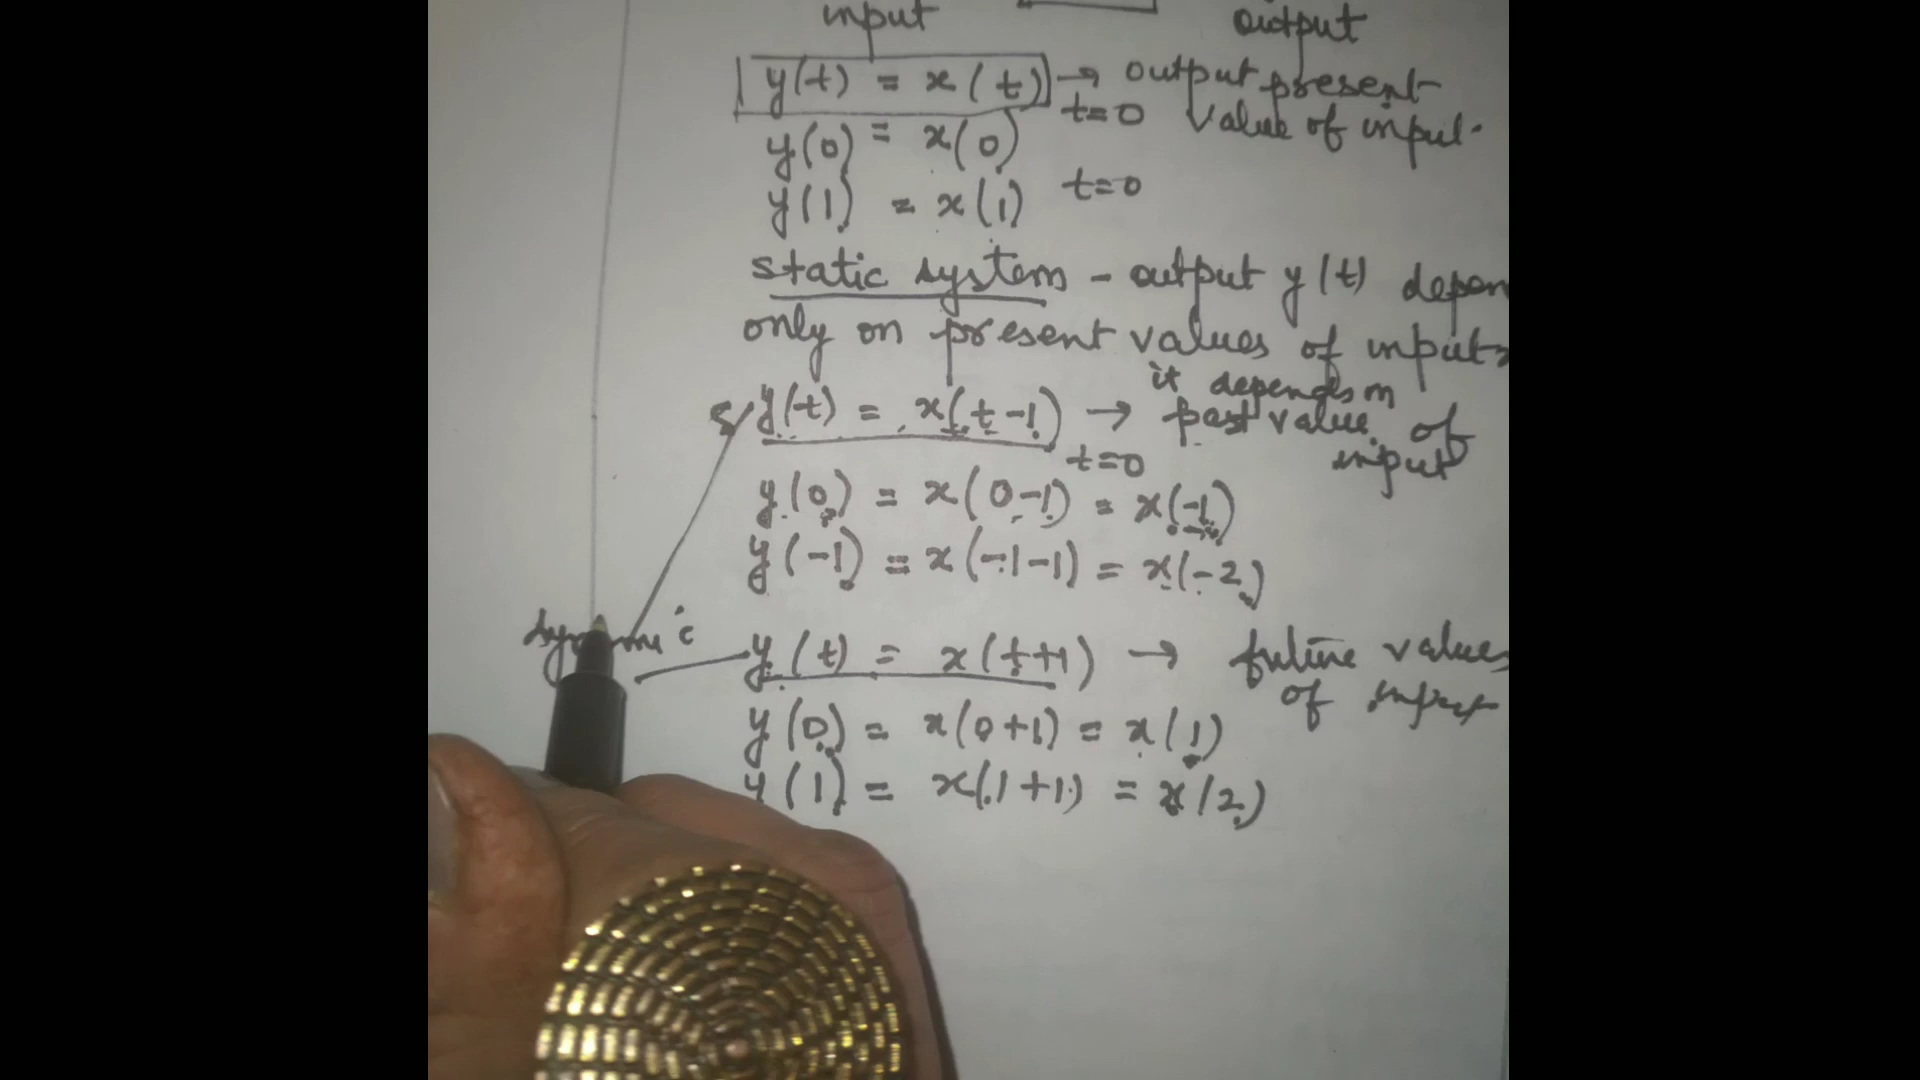 input output
y(t) = x(t) → output present
t=0 value of input.
y(0) = x(0)
y(1) = x(1) t=0
static system - output y(t) depen
only on present values of inputs
it depends on
y(t) = x(t-1) → past value of
input
t=0
y(0) = x(0-1) = x(-1)
y(-1) = x(-1-1) = x(-2)
y(t) = x(t+1) → future values
of input
y(0) = x(0+1) = x(1)
y(1) = x(1+1) = x(2)